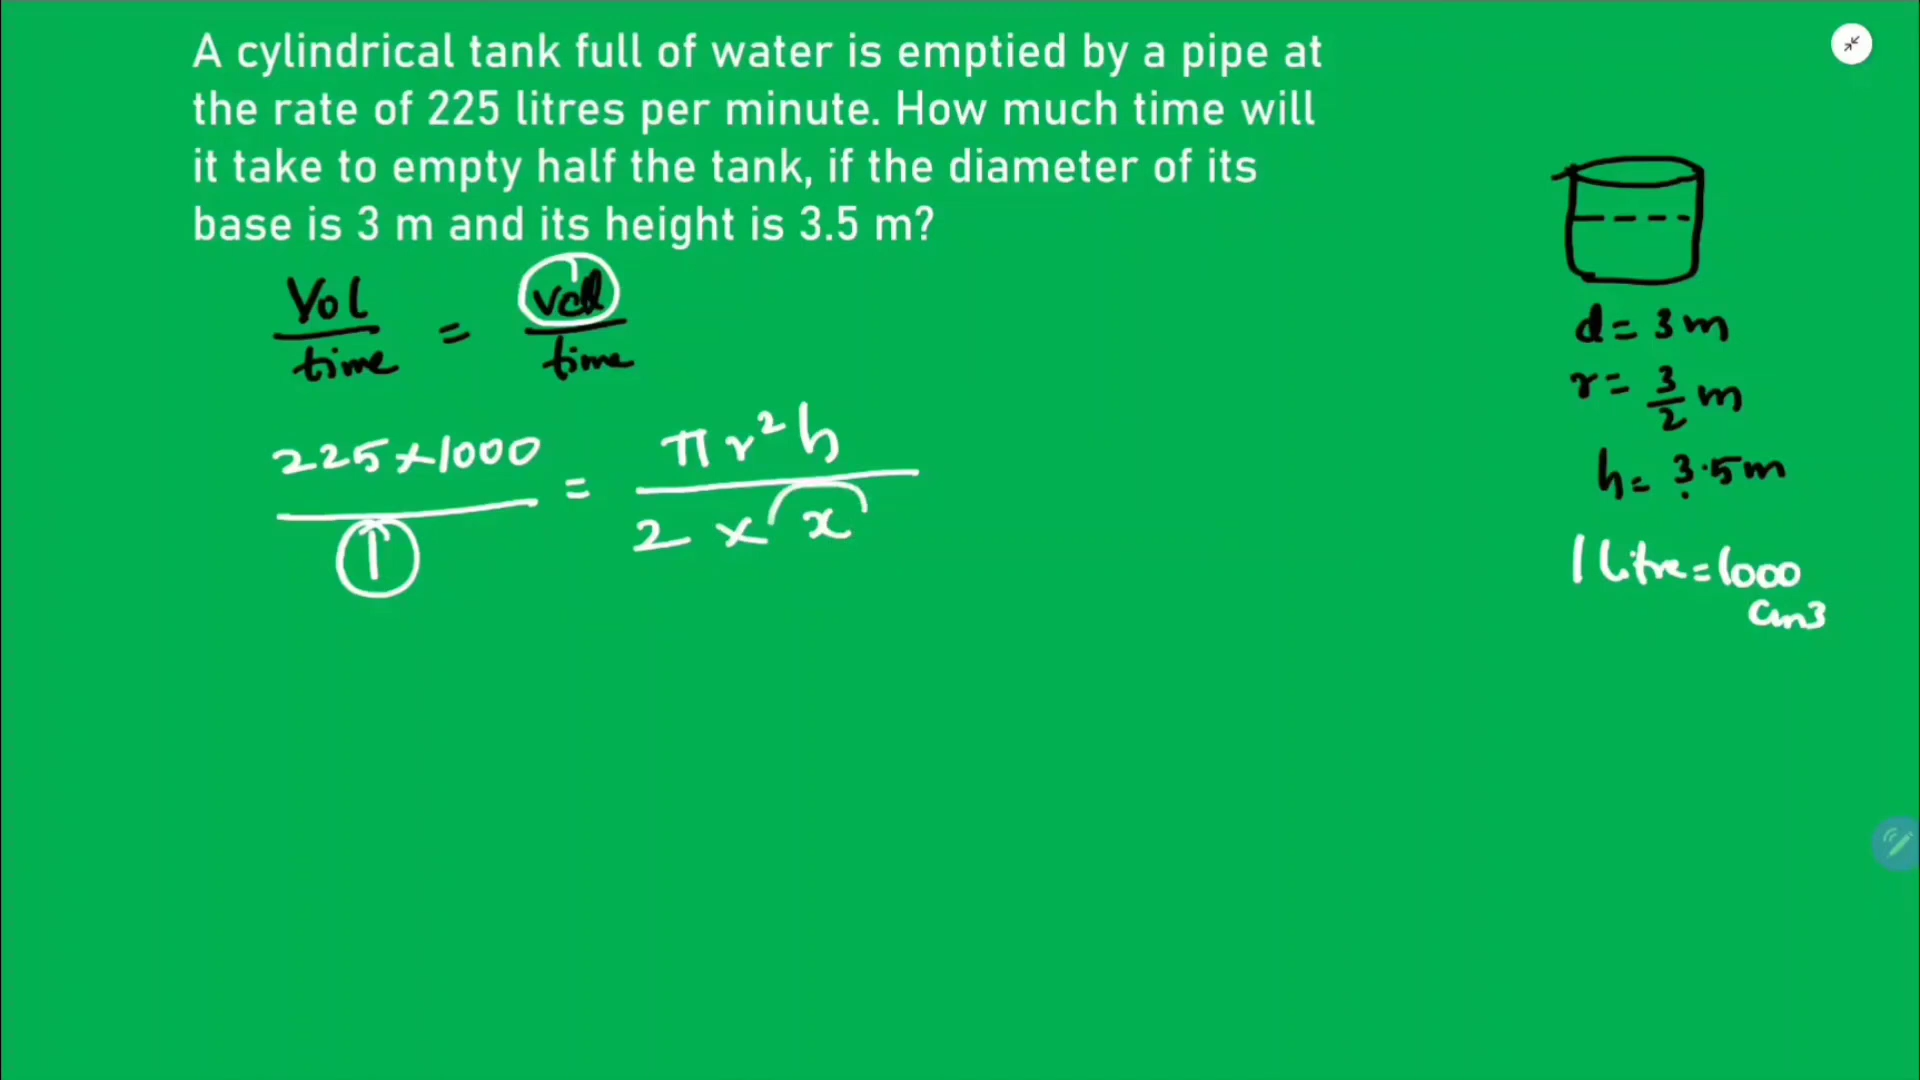 A cylindrical tank full of water is emptied by a pipe at
the rate of 225 litres per minute. How much time will
it take to empty half the tank, if the diameter of its
base is 3 m and its height is 3.5 m?
Vol/time = vol/time
225×1000/1 = πr²h/2 × x
d = 3m
r = 3/2 m
h = 3.5m
1 litre = 1000
cm3